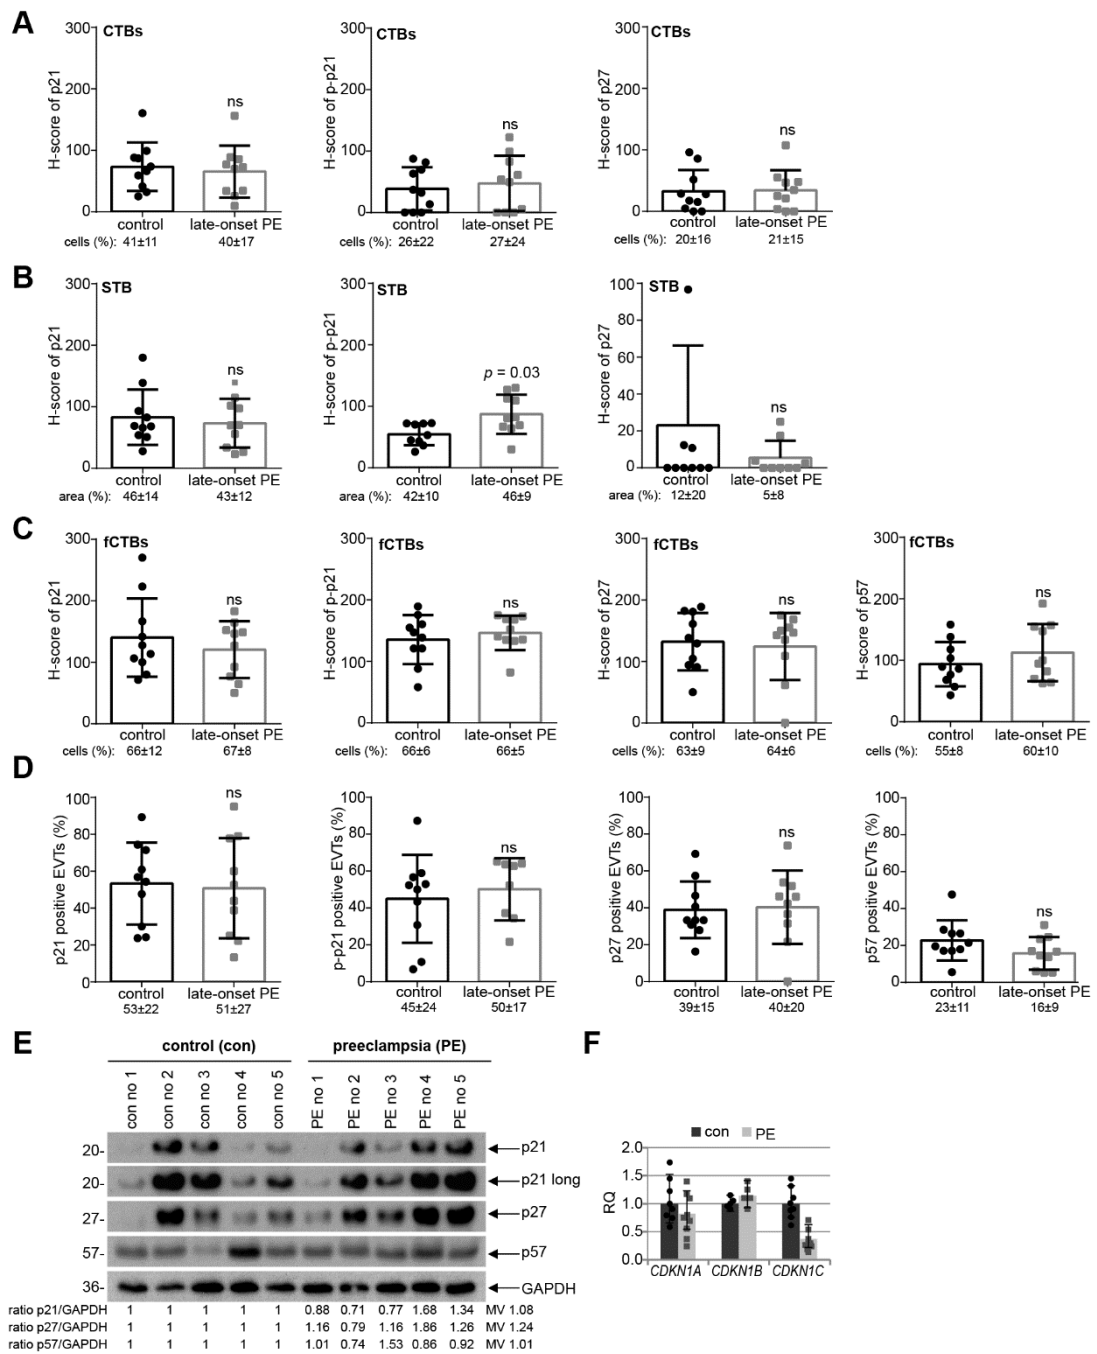 A
CTBs
H-score of p21
300
200
100
0
ns
control
late-onset PE
cells (%): 41±11 40±17
CTBs
H-score of p-p21
300
200
100
0
ns
control
late-onset PE
cells (%): 26±22 27±24
CTBs
H-score of p27
300
200
100
0
ns
control
late-onset PE
cells (%): 20±16 21±15
B
STB
H-score of p21
300
200
100
0
ns
control
late-onset PE
area (%): 46±14 43±12
STB
H-score of p-p21
300
200
100
0
p = 0.03
control
late-onset PE
area (%): 42±10 46±9
STB
H-score of p27
100
80
60
40
20
0
ns
control
late-onset PE
area (%): 12±20 5±8
C
fCTBs
H-score of p21
300
200
100
0
ns
control
late-onset PE
cells (%): 66±12 67±8
fCTBs
H-score of p-p21
300
200
100
0
ns
control
late-onset PE
cells (%): 66±6 66±5
fCTBs
H-score of p27
300
200
100
0
ns
control
late-onset PE
cells (%): 63±9 64±6
fCTBs
H-score of p57
300
200
100
0
ns
control
late-onset PE
cells (%): 55±8 60±10
D
p21 positive EVTs (%)
100
80
60
40
20
0
ns
control
late-onset PE
53±22 51±27
p-p21 positive EVTs (%)
100
80
60
40
20
0
ns
control
late-onset PE
45±24 50±17
p27 positive EVTs (%)
100
80
60
40
20
0
ns
control
late-onset PE
39±15 40±20
p57 positive EVTs (%)
100
80
60
40
20
0
ns
control
late-onset PE
23±11 16±9
E
control (con)
preeclampsia (PE)
con no 1
con no 2
con no 3
con no 4
con no 5
PE no 1
PE no 2
PE no 3
PE no 4
PE no 5
20- p21
20- p21 long
27- p27
57- p57
36- GAPDH
ratio p21/GAPDH 1 1 1 1 1 0.88 0.71 0.77 1.68 1.34 MV 1.08
ratio p27/GAPDH 1 1 1 1 1 1.16 0.79 1.16 1.86 1.26 MV 1.24
ratio p57/GAPDH 1 1 1 1 1 1.01 0.74 1.53 0.86 0.92 MV 1.01
F
con PE
RQ
2.0
1.5
1.0
0.5
0.0
CDKN1A CDKN1B CDKN1C